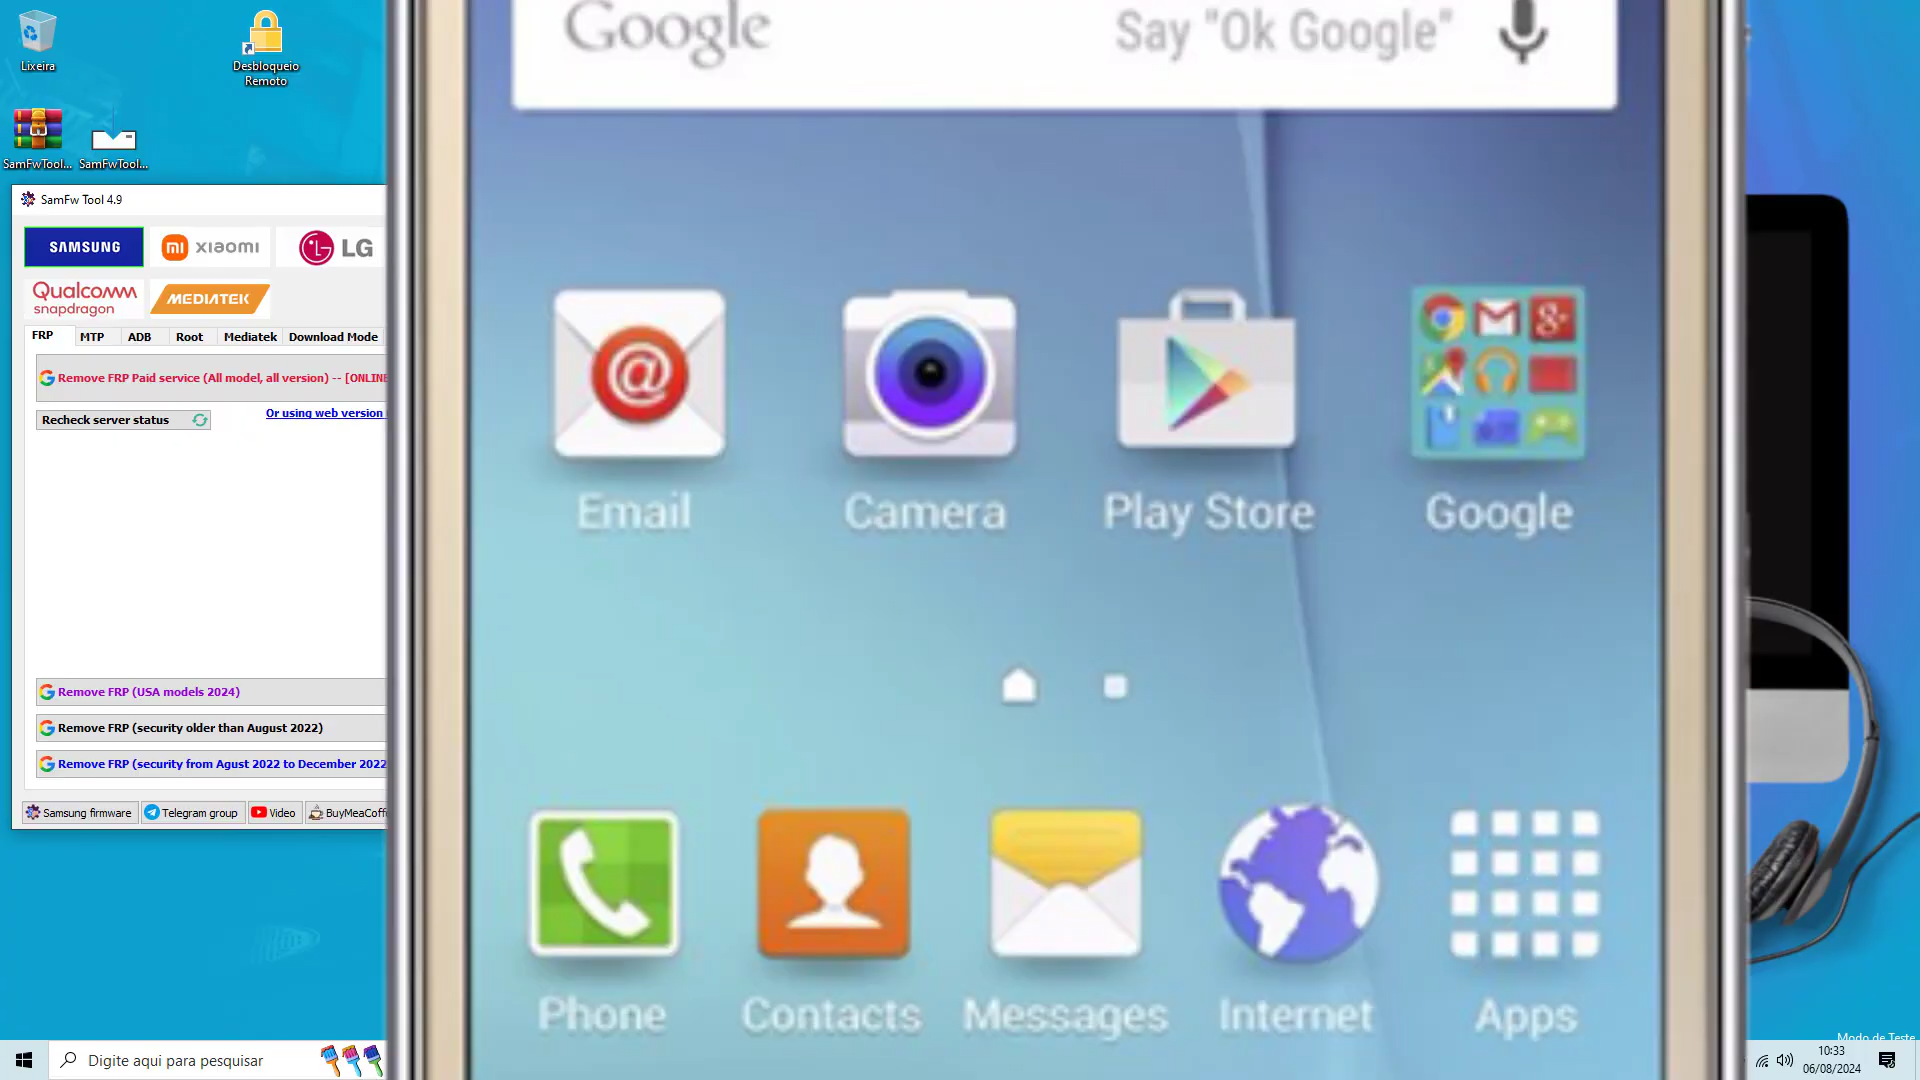 Lixeira
Desbloqueio
Remoto
SamFwTool...
SamFwTool...
Google
Say "Ok Google"
SamFw Tool 4.9
SAMSUNG
xiaomi
LG
Qualcomm
snapdragon
MEDIATEK
FRP
MTP
ADB
Root
Mediatek
Download Mode
Remove FRP Paid service (All model, all version) -- [ONLINE
Recheck server status
Or using web version
Remove FRP (USA models 2024)
Remove FRP (security older than August 2022)
Remove FRP (security from Agust 2022 to December 2022
Samsung firmware
Telegram group
Video
BuyMeaCoff
Email
Camera
Play Store
Google
Phone
Contacts
Messages
Internet
Apps
Modo de Teste
Digite aqui para pesquisar
10:33
06/08/2024